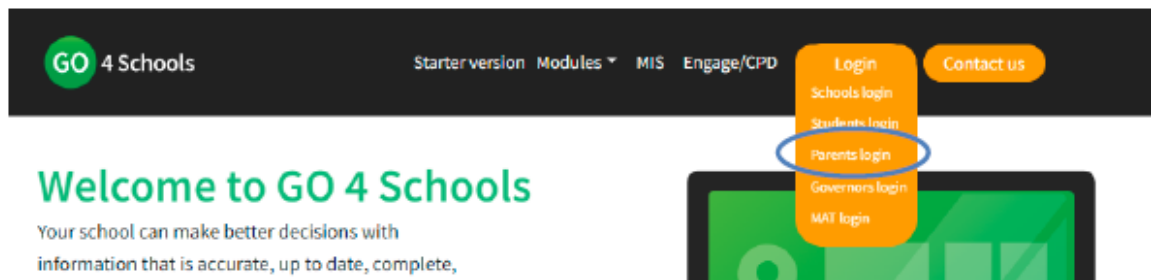 GO 4 Schools
Starter version Modules MIS Engage/CPD Login Contact us
Schools login
Students login
Parents login
Governors login
MAT login
Welcome to GO 4 Schools
Your school can make better decisions with
information that is accurate, up to date, complete,